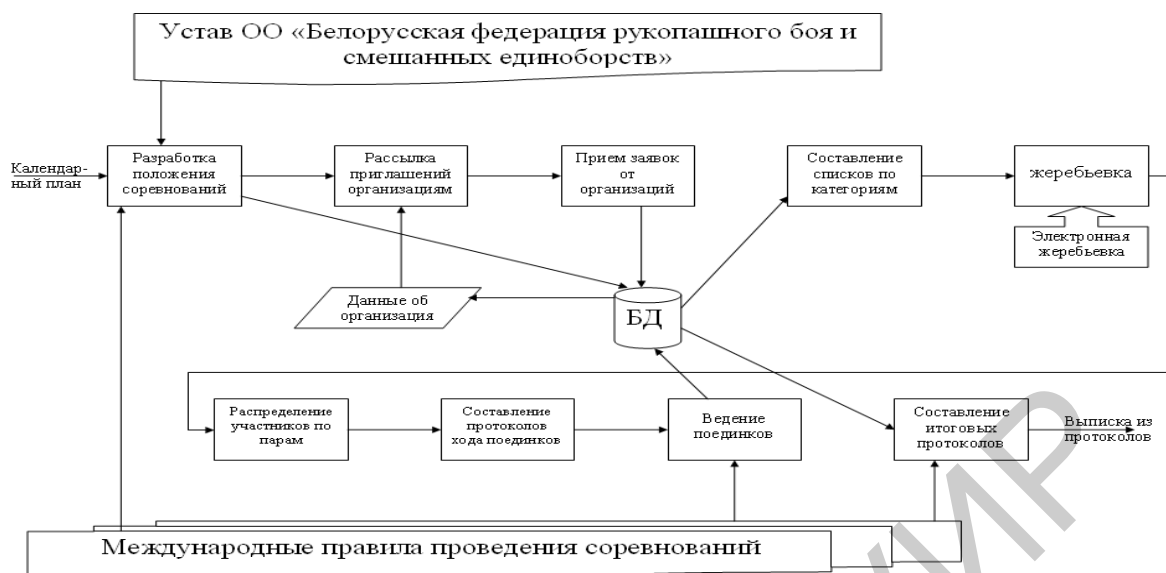 Устав ОО «Белорусская федерация рукопашного боя и
смешанных единоборств»
Календар-
ный план
Разработка
положения
соревнований
Рассылка
приглашений
организациям
Прием заявок
от
организаций
Составление
списков по
категориям
жеребьевка
Электронная
жеребьевка
Данные об
организация
БД
Распределение
участников по
парам
Составление
протоколов
хода поединков
Ведение
поединков
Составление
итоговых
протоколов
Выписка из
протоколов
Международные правила проведения соревнований
УИР